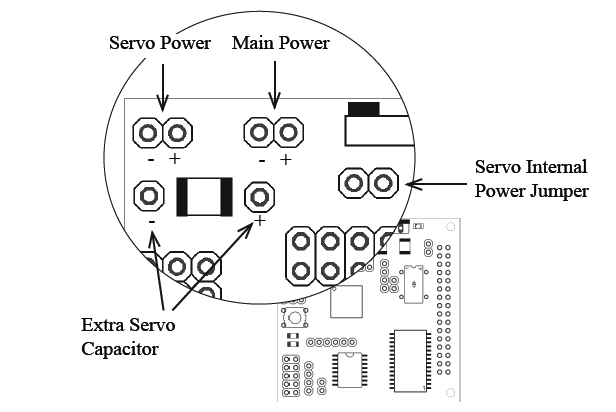 Servo Power
Main Power
- +
- +
Servo Internal
Power Jumper
-
+
Extra Servo
Capacitor